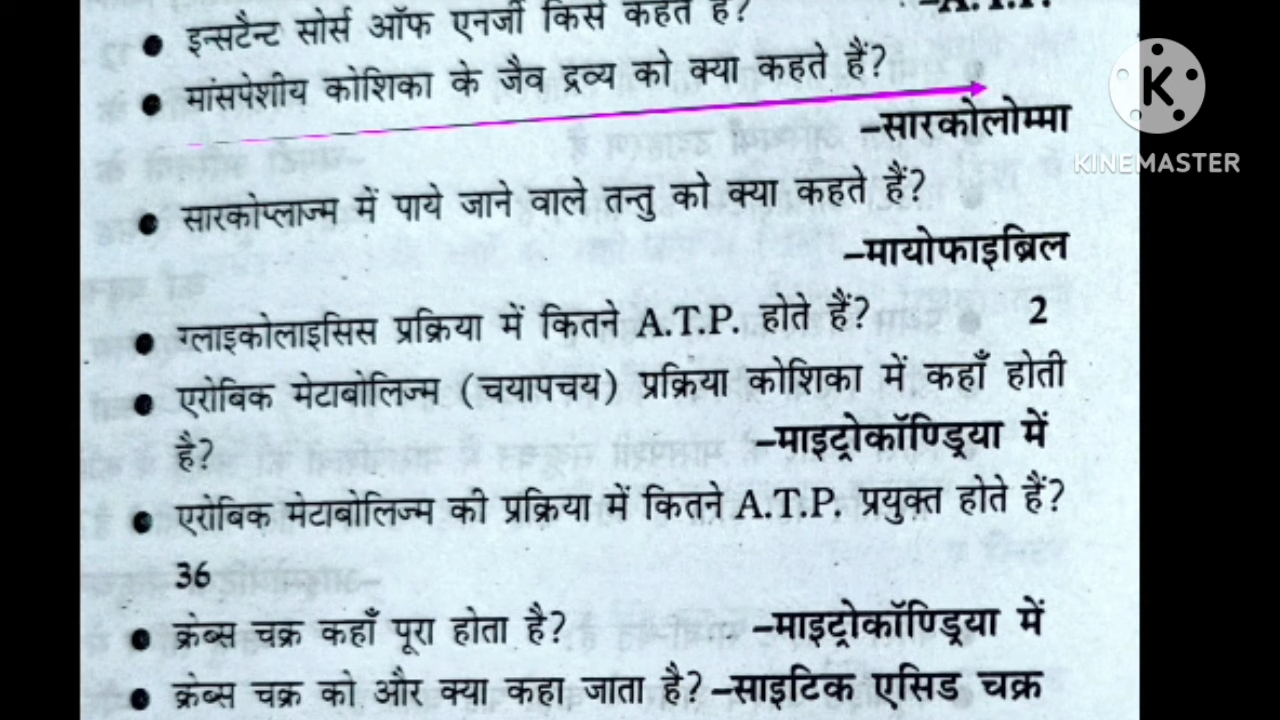 • इन्सटैन्ट सोर्स ऑफ एनर्जी किसे कहते हैं? –A.T.P.
• मांसपेशीय कोशिका के जैव द्रव्य को क्या कहते हैं?
–सारकोलोम्मा
• सारकोप्लाज्म में पाये जाने वाले तन्तु को क्या कहते हैं?
–मायोफाइब्रिल
• ग्लाइकोलाइसिस प्रक्रिया में कितने A.T.P. होते हैं? 2
• एरोबिक मेटाबोलिज्म (चयापचय) प्रक्रिया कोशिका में कहाँ होती
है? –माइट्रोकॉण्ड्रिया में
• एरोबिक मेटाबोलिज्म की प्रक्रिया में कितने A.T.P. प्रयुक्त होते हैं?
36
• क्रेब्स चक्र कहाँ पूरा होता है? –माइट्रोकॉण्ड्रिया में
• क्रेब्स चक्र को और क्या कहा जाता है? –साइटिक एसिड चक्र
K
KINEMASTER